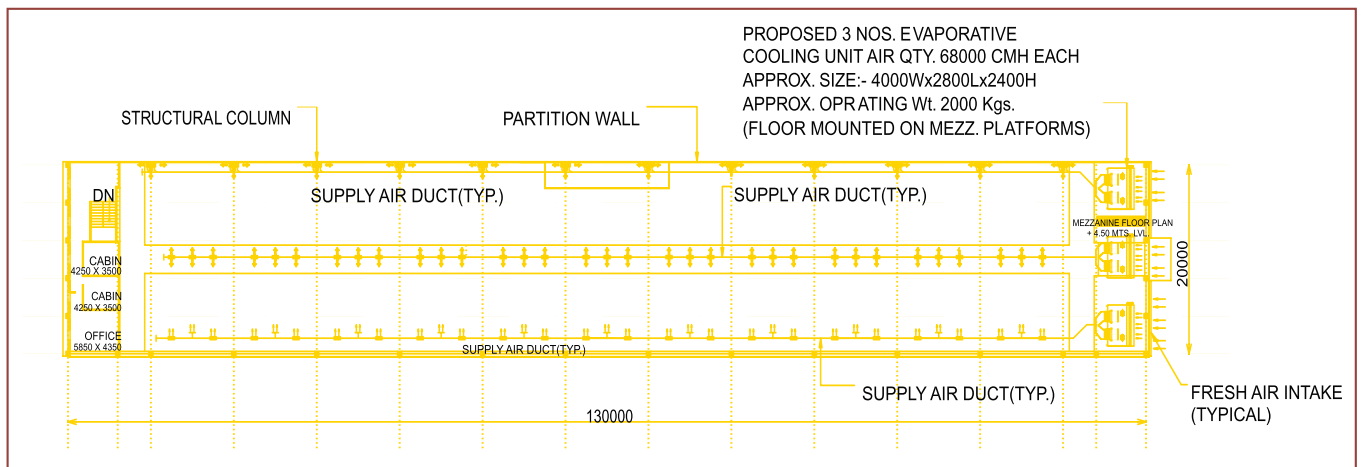 PROPOSED 3 NOS. EVAPORATIVE
COOLING UNIT AIR QTY. 68000 CMH EACH
APPROX. SIZE:- 4000Wx2800Lx2400H
APPROX. OPRATING Wt. 2000 Kgs.
(FLOOR MOUNTED ON MEZZ. PLATFORMS)
STRUCTURAL COLUMN
PARTITION WALL
DN
SUPPLY AIR DUCT(TYP.)
SUPPLY AIR DUCT(TYP.)
MEZZANINE FLOOR PLAN
+ 4.50 MTS. LVL.
CABIN
4250 X 3500
20000
CABIN
4250 X 3500
OFFICE
5850 X 4350
SUPPLY AIR DUCT(TYP.)
SUPPLY AIR DUCT(TYP.)
FRESH AIR INTAKE
(TYPICAL)
130000